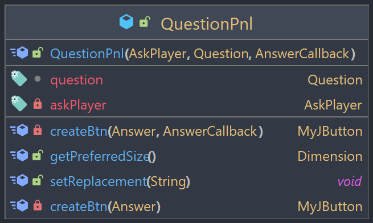 QuestionPnl
QuestionPnl(AskPlayer, Question, AnswerCallback)
question Question
askPlayer AskPlayer
createBtn(Answer, AnswerCallback) MyJButton
getPreferredSize() Dimension
setReplacement(String) void
createBtn(Answer) MyJButton